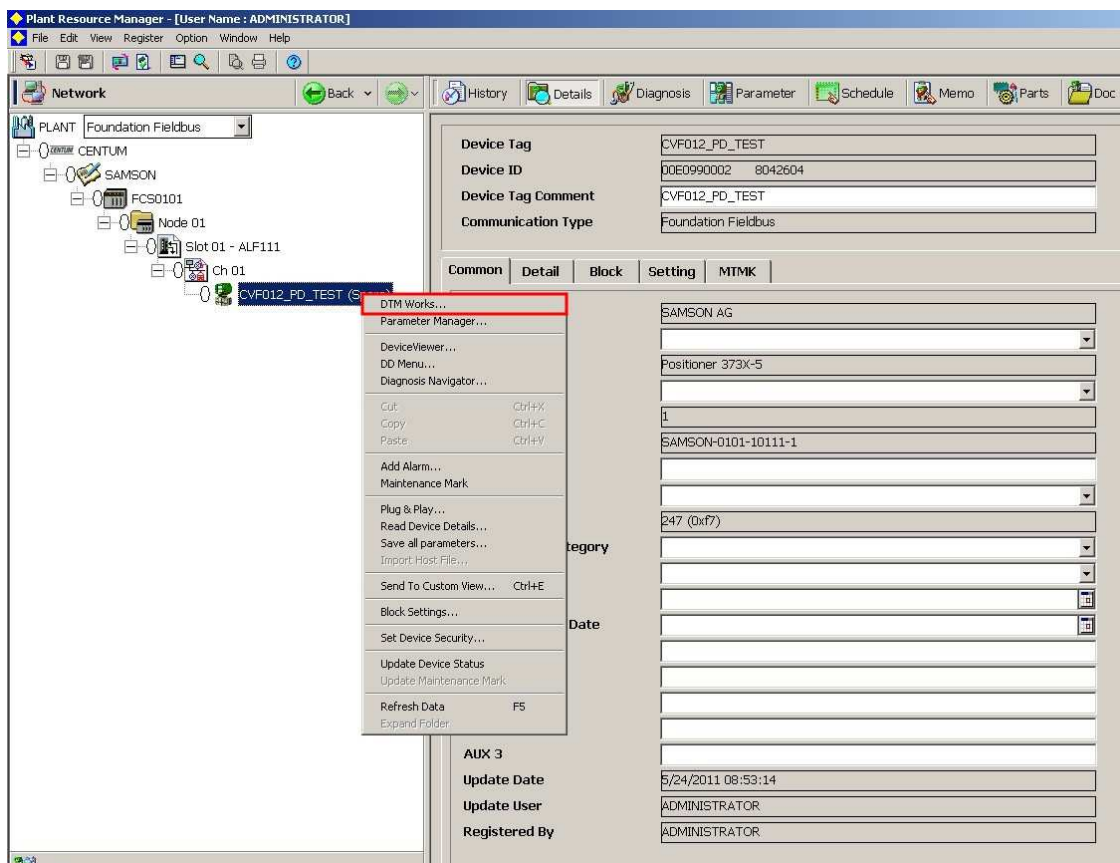 Plant Resource Manager - [User Name : ADMINISTRATOR]
File Edit View Register Option Window Help
Network
Back
History
Details
Diagnosis
Parameter
Schedule
Memo
Parts
Doc
PLANT
Foundation Fieldbus
CENTUM
SAMSON
FCS0101
Node 01
Slot 01 - ALF111
Ch 01
CVF012_PD_TEST
DTM Works...
Parameter Manager...
DeviceViewer...
DD Menu...
Diagnosis Navigator...
Cut Ctrl+X
Copy Ctrl+C
Paste Ctrl+V
Add Alarm...
Maintenance Mark
Plug & Play...
Read Device Details...
Save all parameters...
Import Host File...
Send To Custom View... Ctrl+E
Block Settings...
Set Device Security...
Update Device Status
Update Maintenance Mark
Refresh Data F5
Expand Folder
Device Tag CVF012_PD_TEST
Device ID 00E0990002 8042604
Device Tag Comment CVF012_PD_TEST
Communication Type Foundation Fieldbus
Common Detail Block Setting MTMK
SAMSON AG
Positioner 373X-5
1
SAMSON-0101-10111-1
247 (0xf7)
Date
AUX 3
Update Date 5/24/2011 08:53:14
Update User ADMINISTRATOR
Registered By ADMINISTRATOR